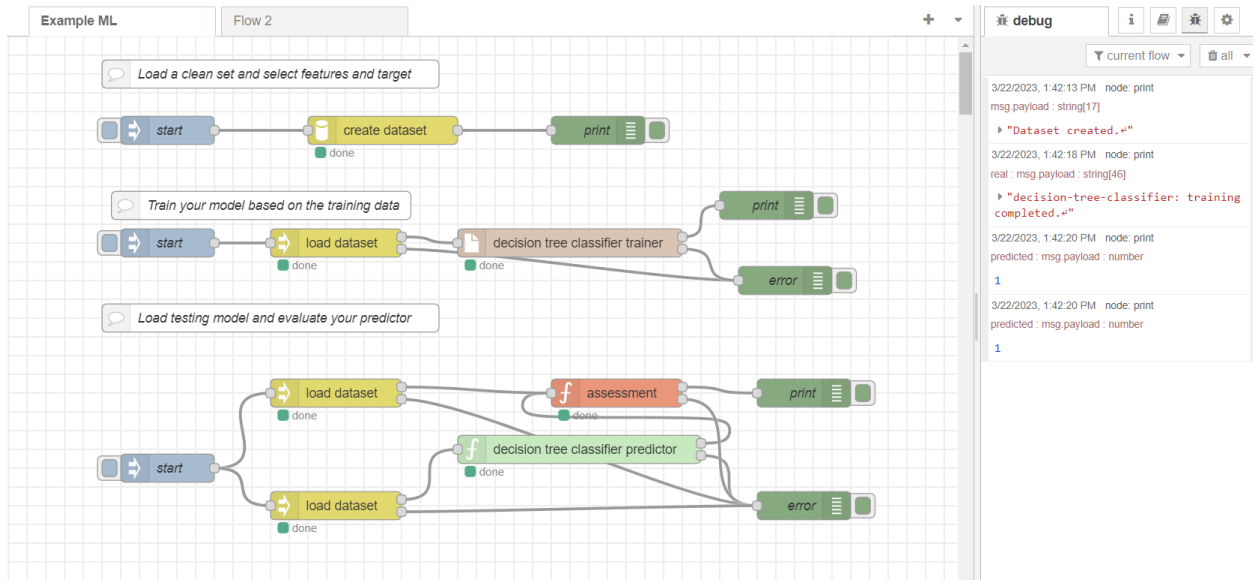 Example ML
Flow 2
debug
current flow
all
Load a clean set and select features and target
start
create dataset
print
done
Train your model based on the training data
print
start
load dataset
decision tree classifier trainer
done
done
error
Load testing model and evaluate your predictor
load dataset
assessment
print
done
done
decision tree classifier predictor
start
done
load dataset
error
done
3/22/2023, 1:42:13 PM node: print
msg.payload : string[17]
"Dataset created.↵"
3/22/2023, 1:42:18 PM node: print
real : msg.payload : string[46]
"decision-tree-classifier: training
completed.↵"
3/22/2023, 1:42:20 PM node: print
predicted : msg.payload : number
1
3/22/2023, 1:42:20 PM node: print
predicted : msg.payload : number
1